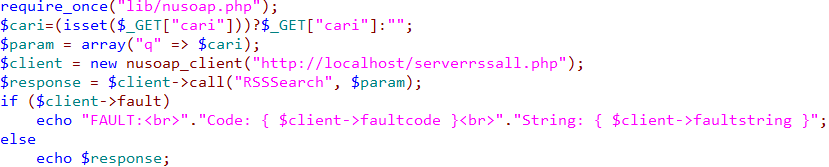 require_once("lib/nusoap.php");
$cari=(isset($_GET["cari"]))?$_GET["cari"]:"";
$param = array("q" => $cari);
$client = new nusoap_client("http://localhost/serverrssall.php");
$response = $client->call("RSSSearch", $param);
if ($client->fault)
    echo "FAULT:<br>"."Code: { $client->faultcode }<br>"."String: { $client->faultstring }";
else
    echo $response;